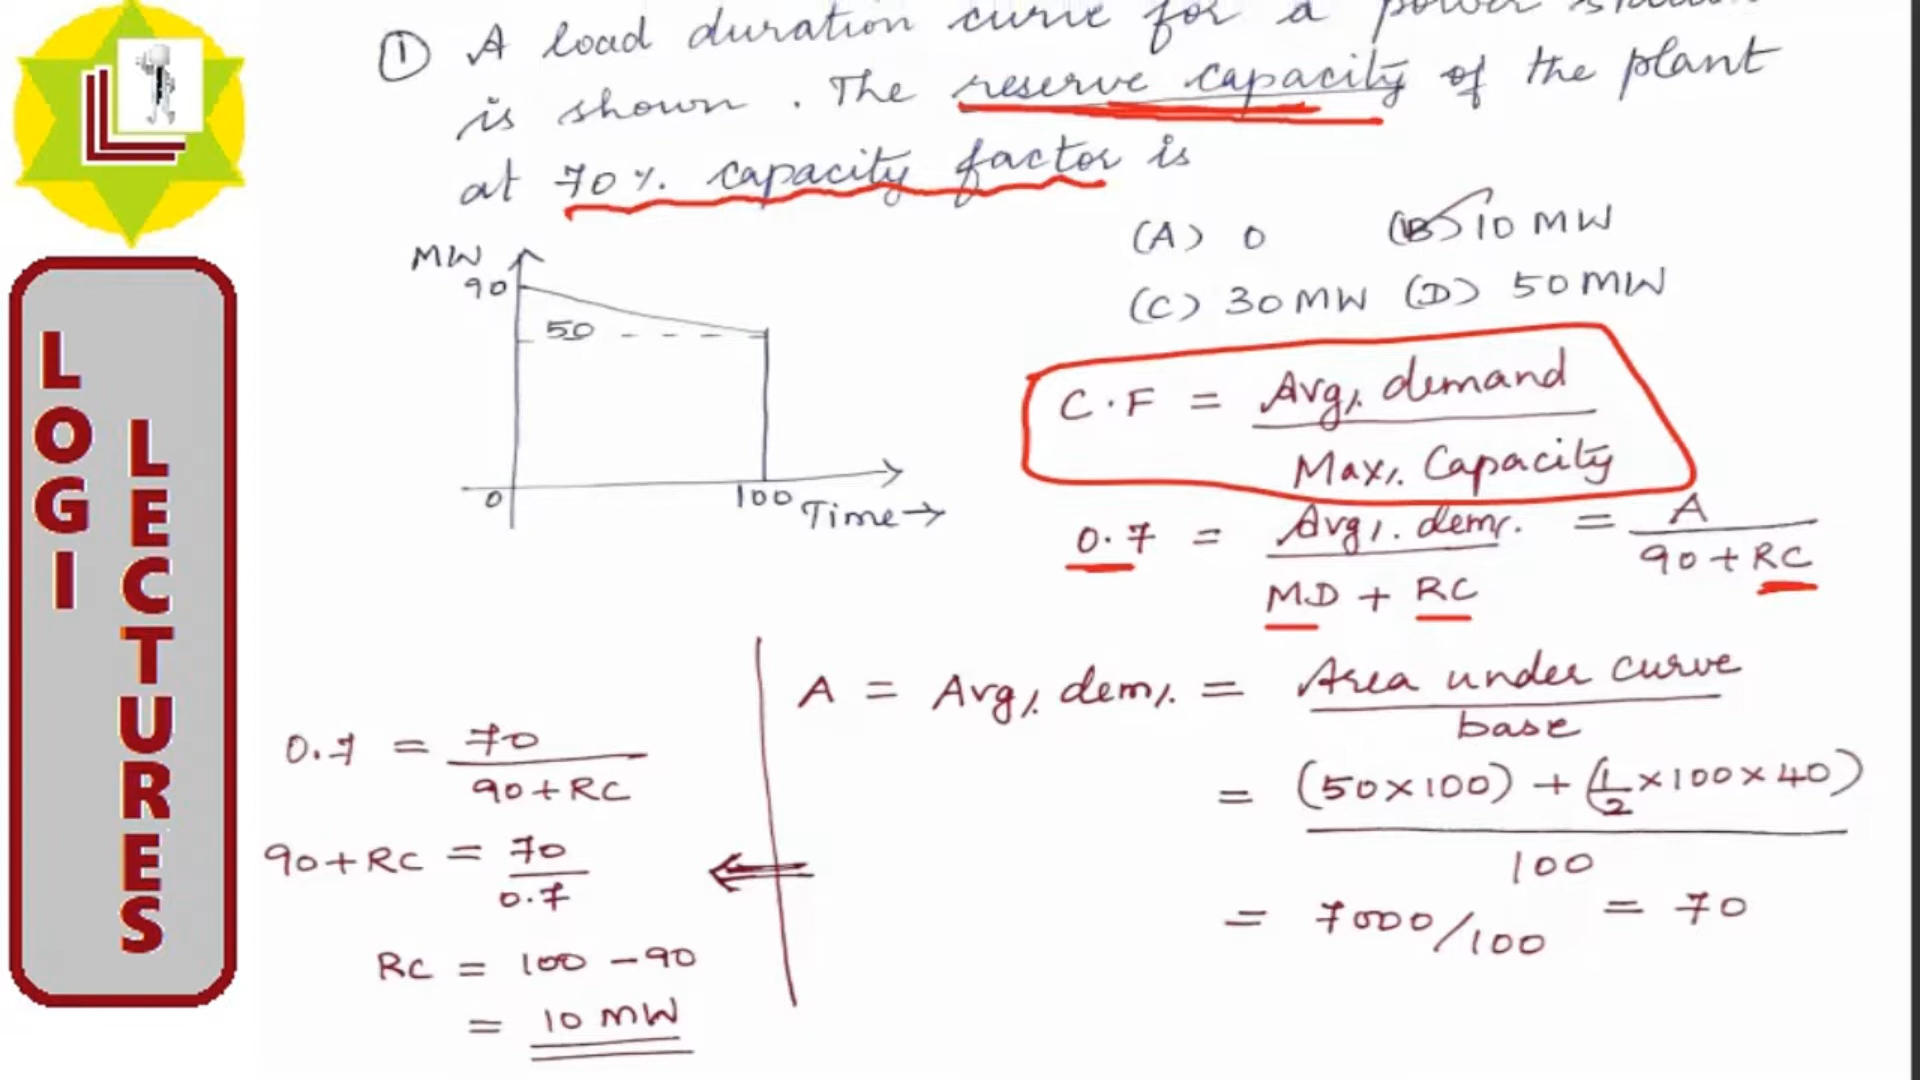 ① A load duration curve for a power station
is shown. The reserve capacity of the plant
at 70%. capacity factor is
(A) 0 (B) 10 MW
(C) 30 MW (D) 50 MW
MW
90
50
0
100
Time →
C.F = Avg. demand
Max. Capacity
0.7 = Avg. dem. = A
MD + RC
90 + RC
A = Avg. dem. = Area under curve
base
= (50×100) + (1/2 ×100×40)
100
= 7000/100 = 70
0.7 = 70
90+RC
90+RC = 70
0.7
RC = 100 - 90
= 10 MW
LOGI
LECTURES